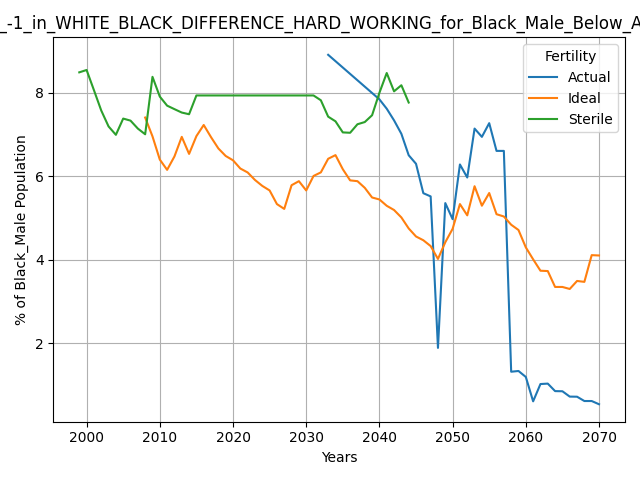 _-1_in_WHITE_BLACK_DIFFERENCE_HARD_WORKING_for_Black_Male_Below_A
Fertility
Actual
Ideal
Sterile
% of Black_Male Population
8
6
4
2
2000 2010 2020 2030 2040 2050 2060 2070
Years